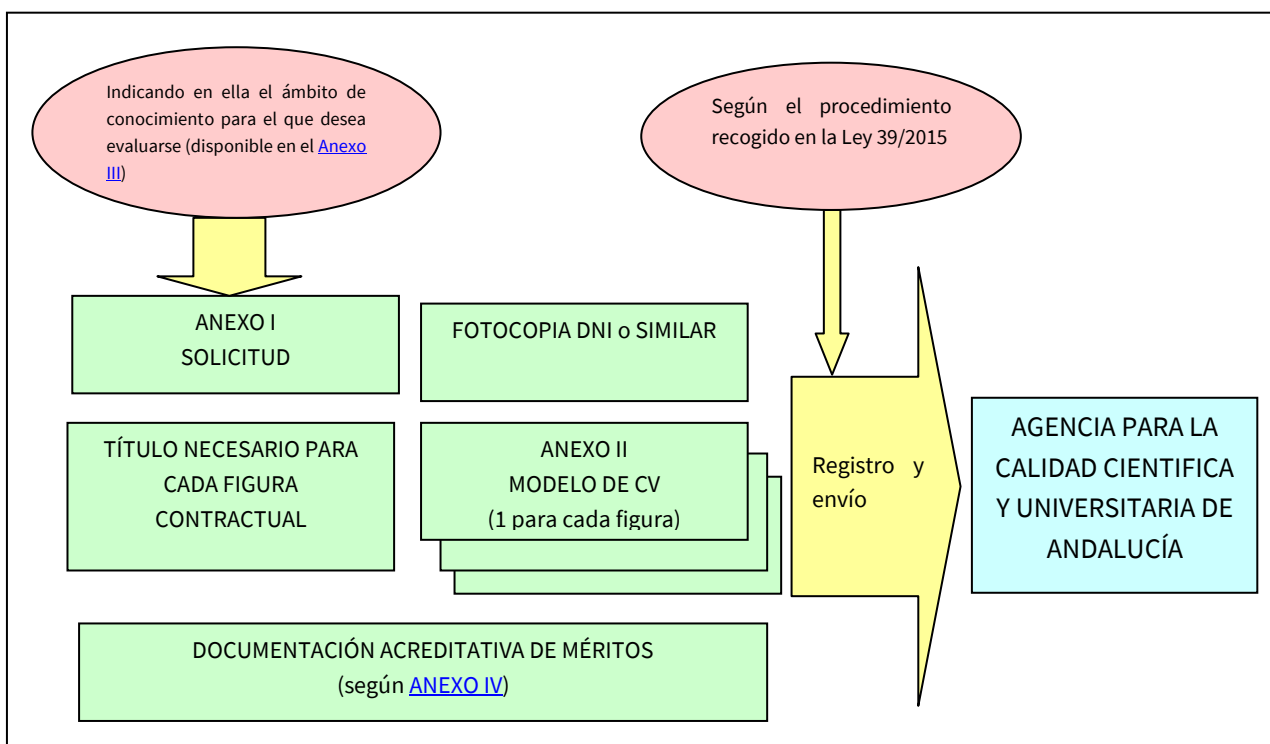 Indicando en ella el ámbito de
conocimiento para el que desea
evaluarse (disponible en el Anexo
III)
Según el procedimiento
recogido en la Ley 39/2015
ANEXO I
SOLICITUD
FOTOCOPIA DNI o SIMILAR
TÍTULO NECESARIO PARA
CADA FIGURA
CONTRACTUAL
ANEXO II
MODELO DE CV
(1 para cada figura)
Registro y
envío
AGENCIA PARA LA
CALIDAD CIENTIFICA
Y UNIVERSITARIA DE
ANDALUCÍA
DOCUMENTACIÓN ACREDITATIVA DE MÉRITOS
(según ANEXO IV)